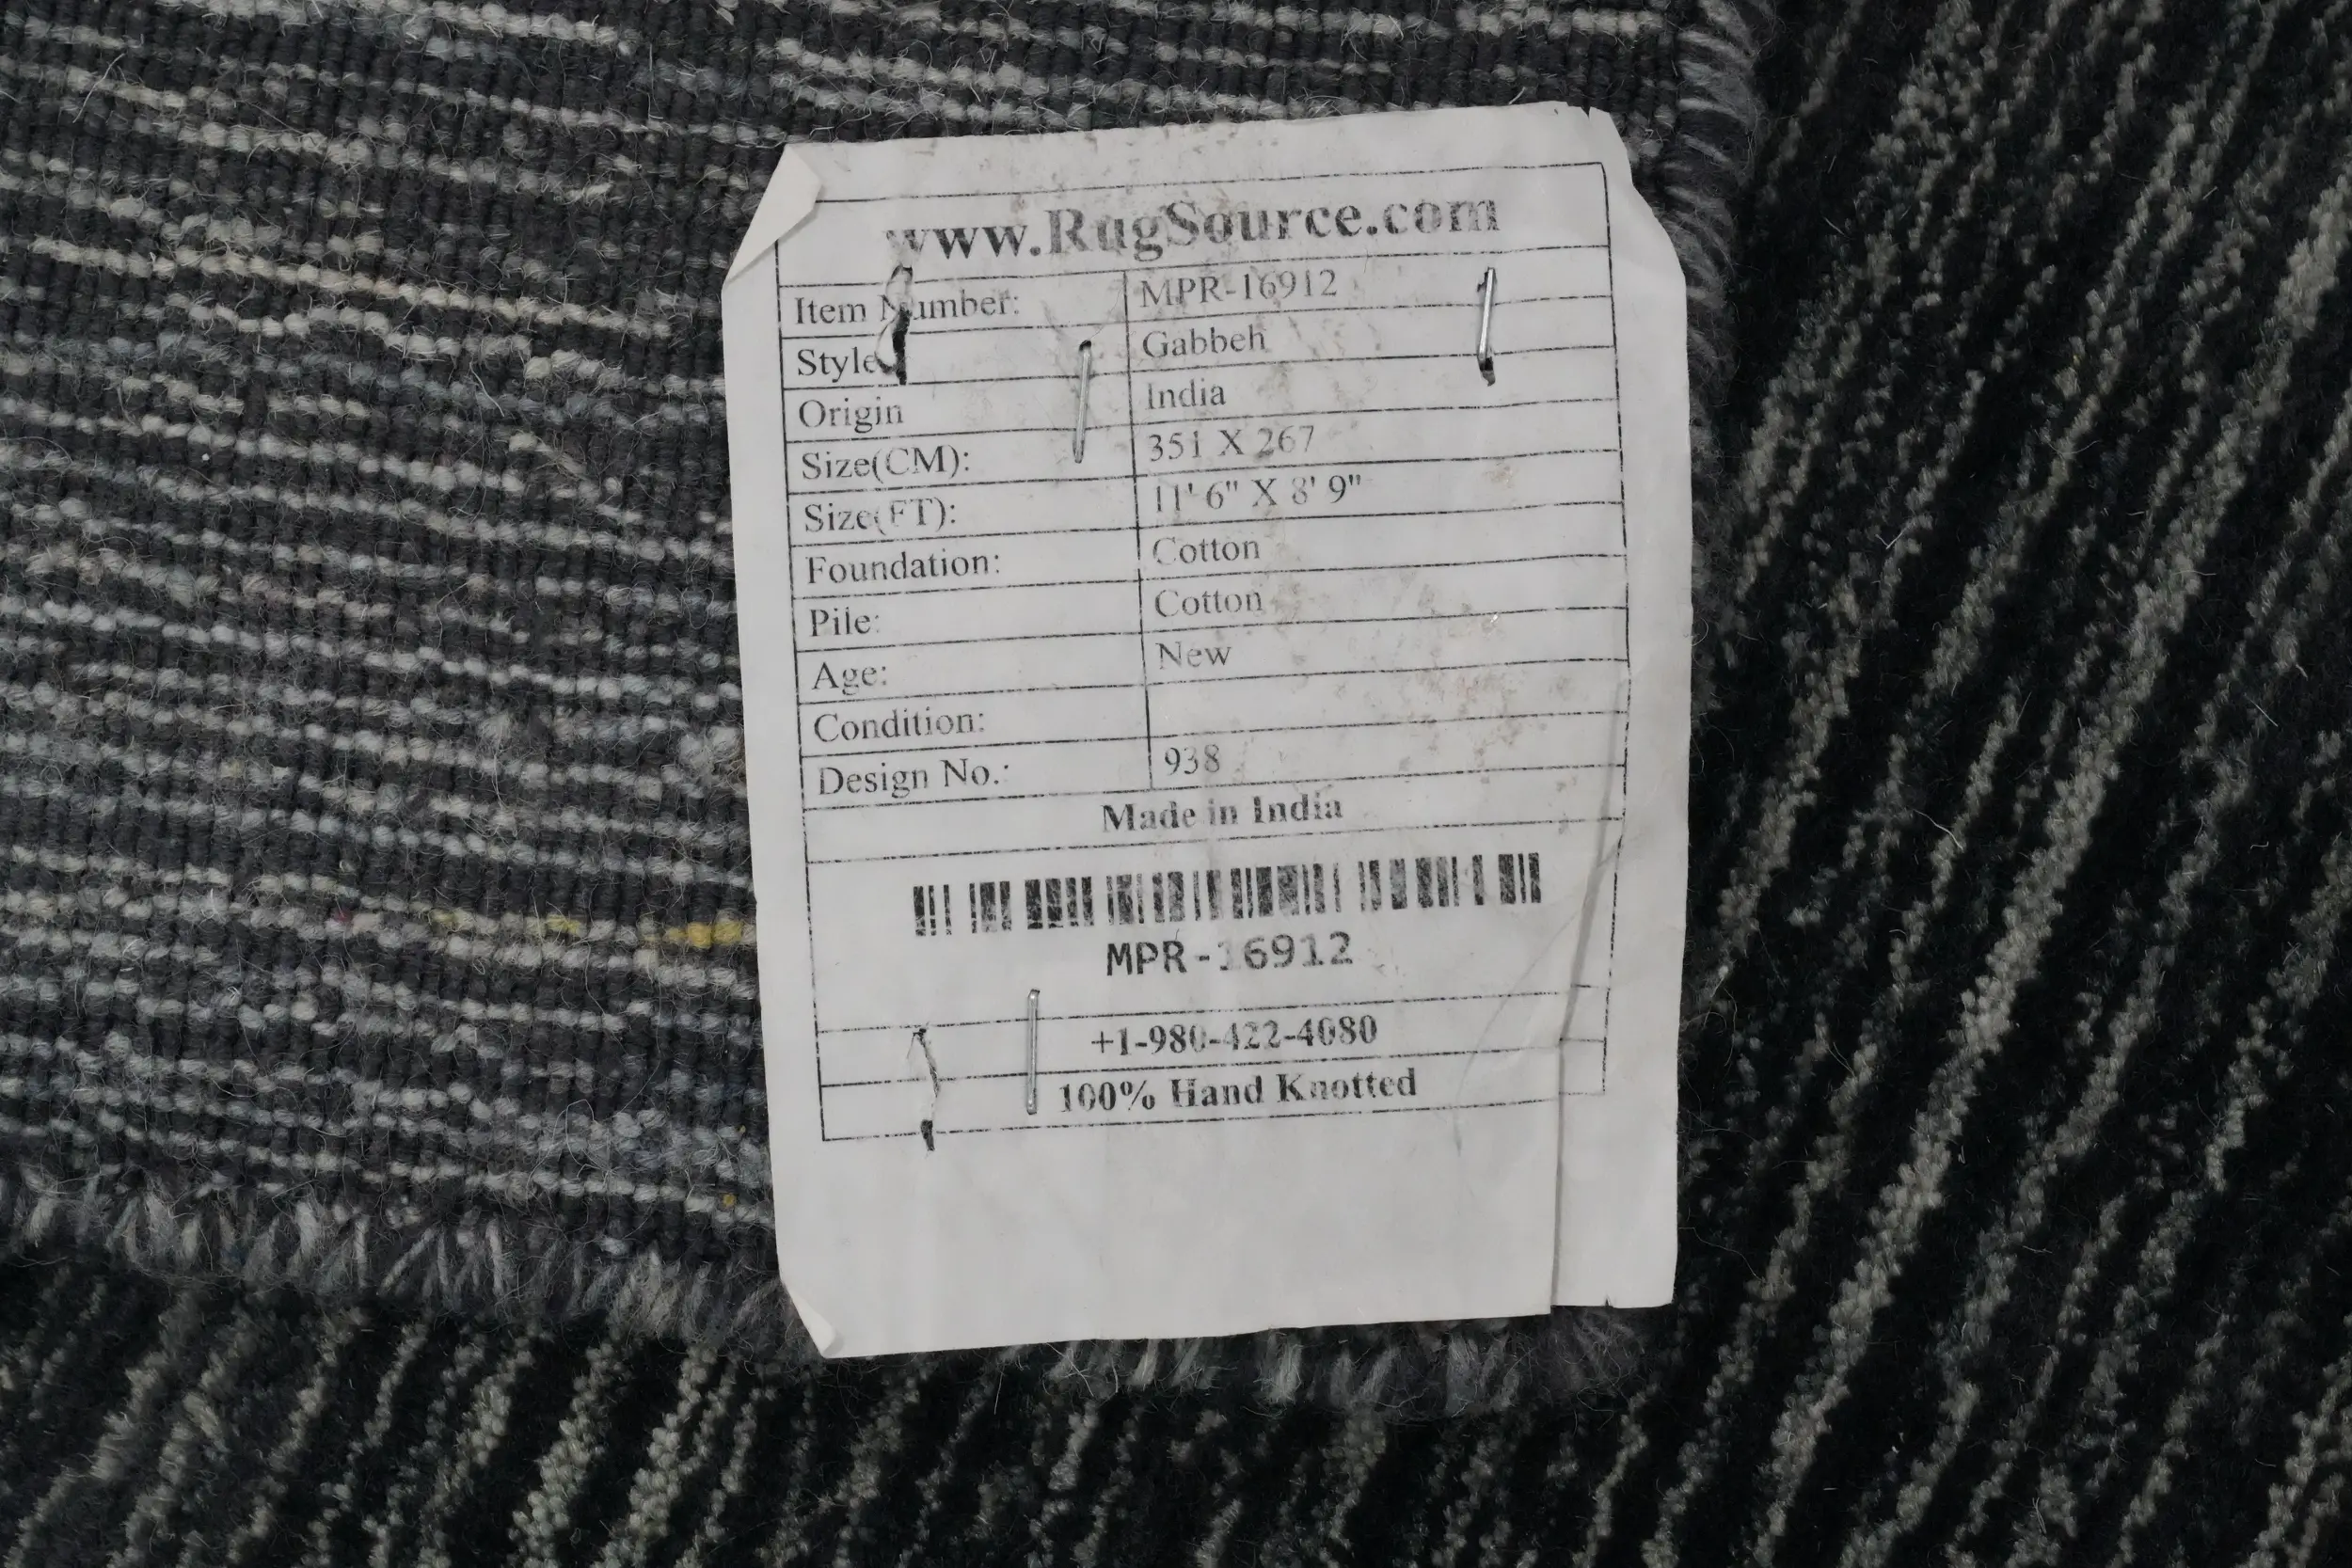 www.RugSource.com
Item Number: MPR-16912
Style Gabbeh
Origin India
Size(CM): 351 X 267
Size(FT): 11' 6" X 8' 9"
Foundation: Cotton
Pile: Cotton
Age: New
Condition:
Design No.: 938
Made in India
MPR-16912
+1-980-422-4080
100% Hand Knotted